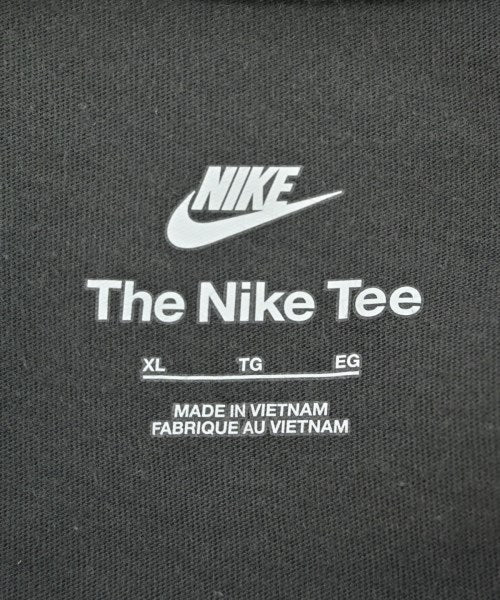 NIKE
The Nike Tee
XL TG EG
MADE IN VIETNAM
FABRIQUE AU VIETNAM